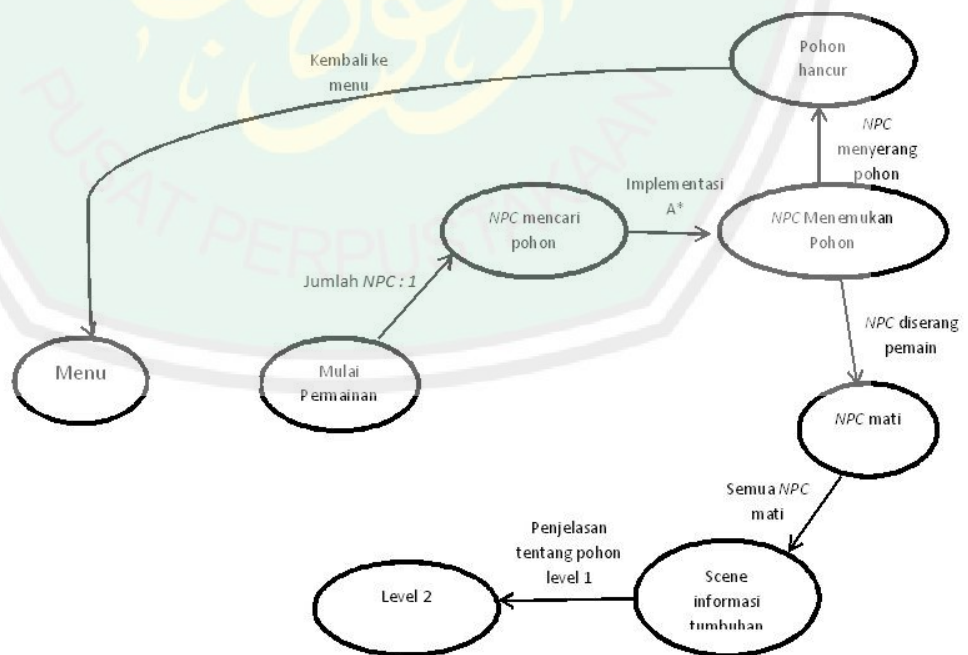 Pohon
hancur
Kembali ke
menu
NPC
menyerang
pohon
Implementasi
A*
NPC mencari
pohon
NPC Menemukan
Pohon
Jumlah NPC : 1
NPC diserang
pemain
Menu
Mulai
Permainan
NPC mati
Semua NPC
mati
Penjelasan
tentang pohon
level 1
Scene
informasi
tumbuhan
Level 2
PUSAT PERPUSTAKAAN